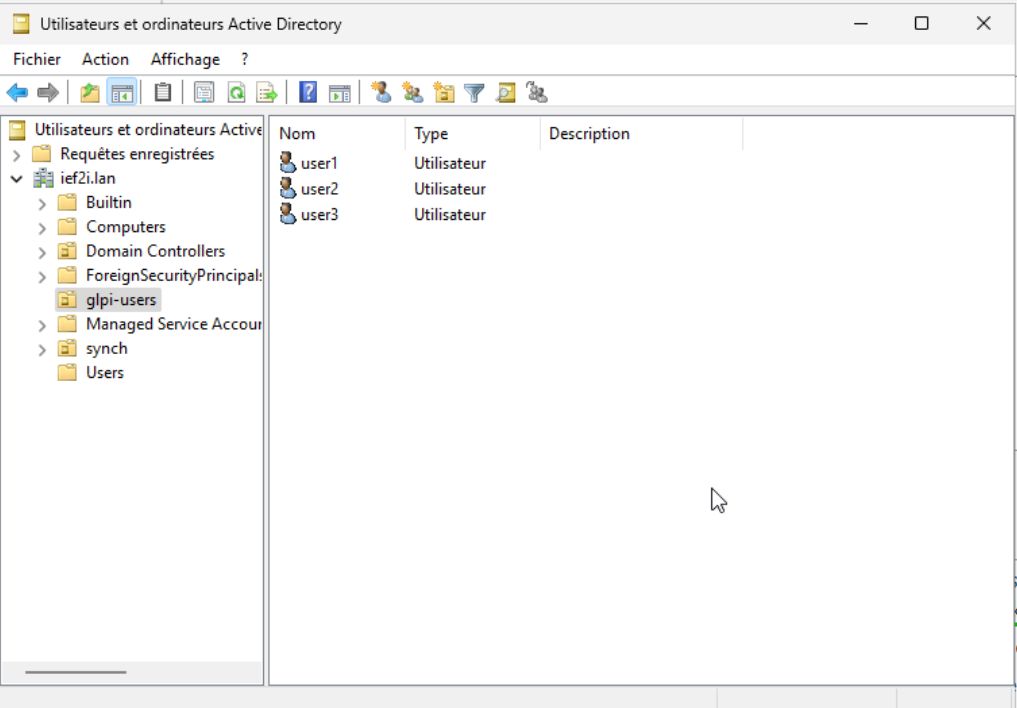 Utilisateurs et ordinateurs Active Directory
Fichier Action Affichage ?
Utilisateurs et ordinateurs Active
Requêtes enregistrées
ief2i.lan
Builtin
Computers
Domain Controllers
ForeignSecurityPrincipal
glpi-users
Managed Service Accour
synch
Users
Nom Type Description
user1 Utilisateur
user2 Utilisateur
user3 Utilisateur